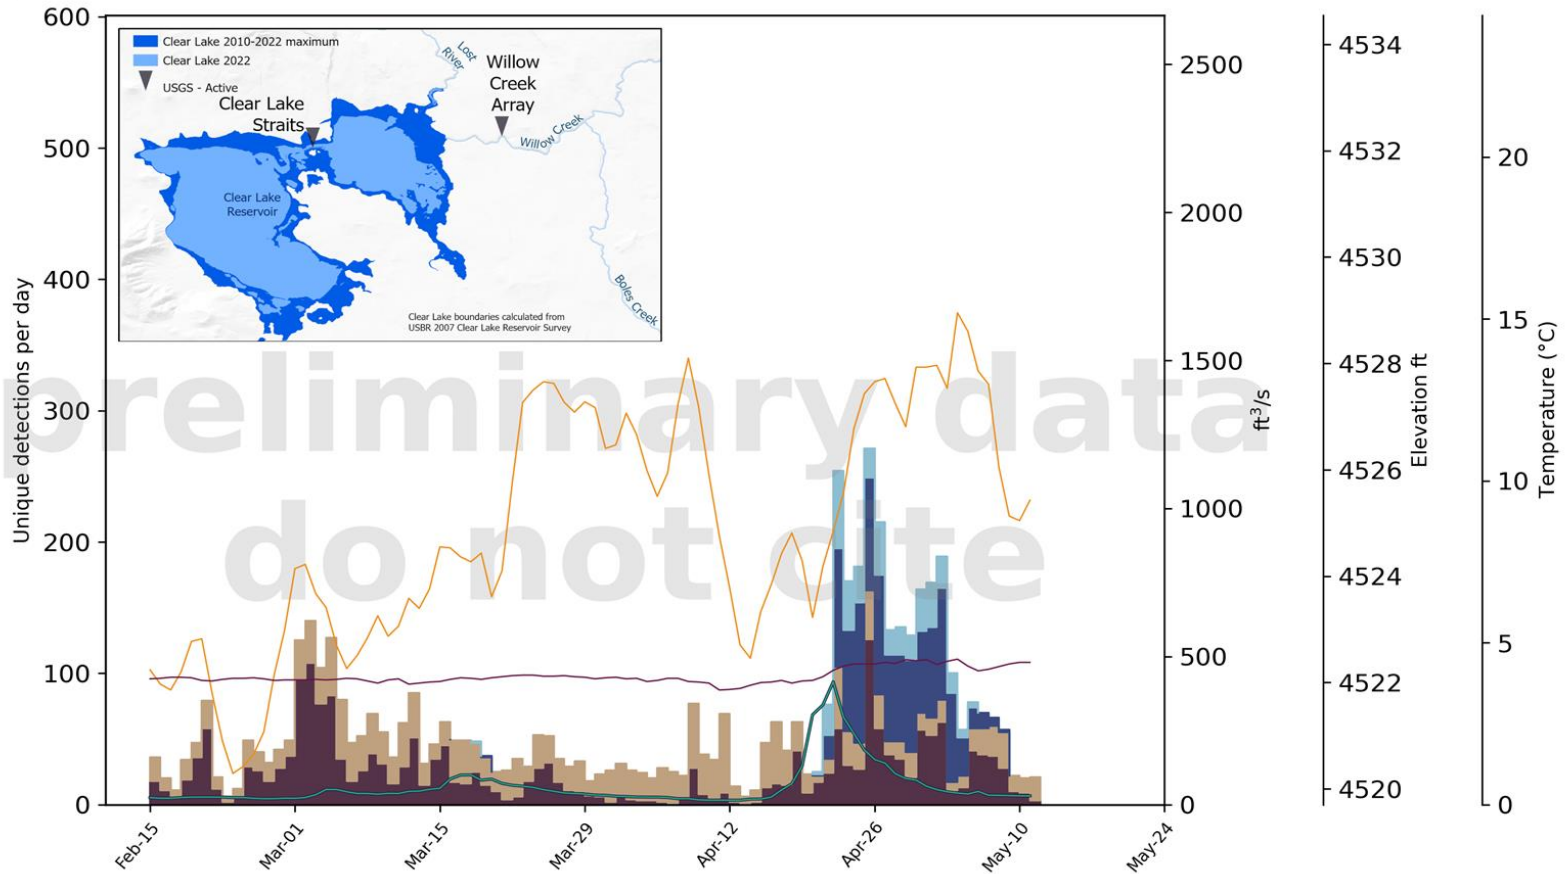 600
500
400
300
200
100
0
Unique detections per day
Clear Lake 2010-2022 maximum
Clear Lake 2022
USGS - Active
Clear Lake
Straits
Lost
River
Willow
Creek
Array
Willow Creek
Clear Lake
Reservoir
Boles Creek
Clear Lake boundaries calculated from
USBR 2007 Clear Lake Reservoir Survey
preliminary data
do not cite
2500
2000
1500
1000
500
0
ft³/s
4534
4532
4530
4528
4526
4524
4522
4520
Elevation ft
20
15
10
5
0
Temperature (°C)
Feb-15
Mar-01
Mar-15
Mar-29
Apr-12
Apr-26
May-10
May-24